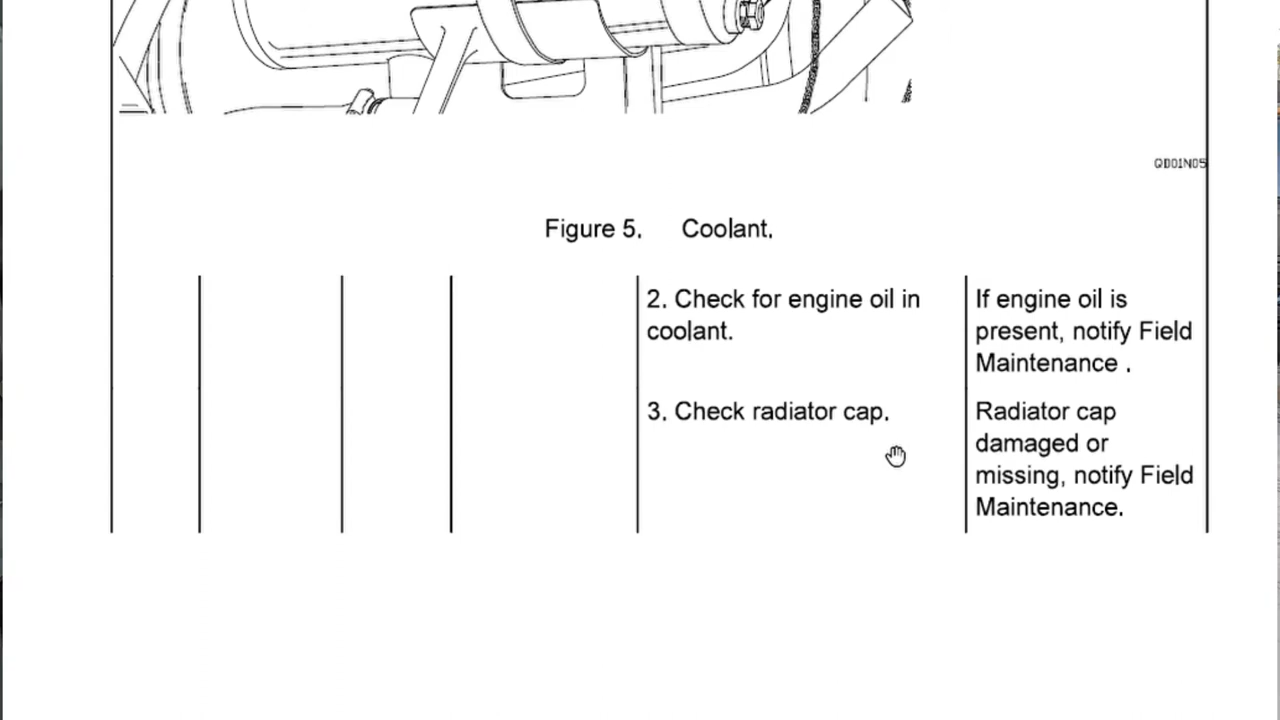 QD01N05
Figure 5. Coolant.
2. Check for engine oil in
coolant.
If engine oil is
present, notify Field
Maintenance .
3. Check radiator cap.
Radiator cap
damaged or
missing, notify Field
Maintenance.